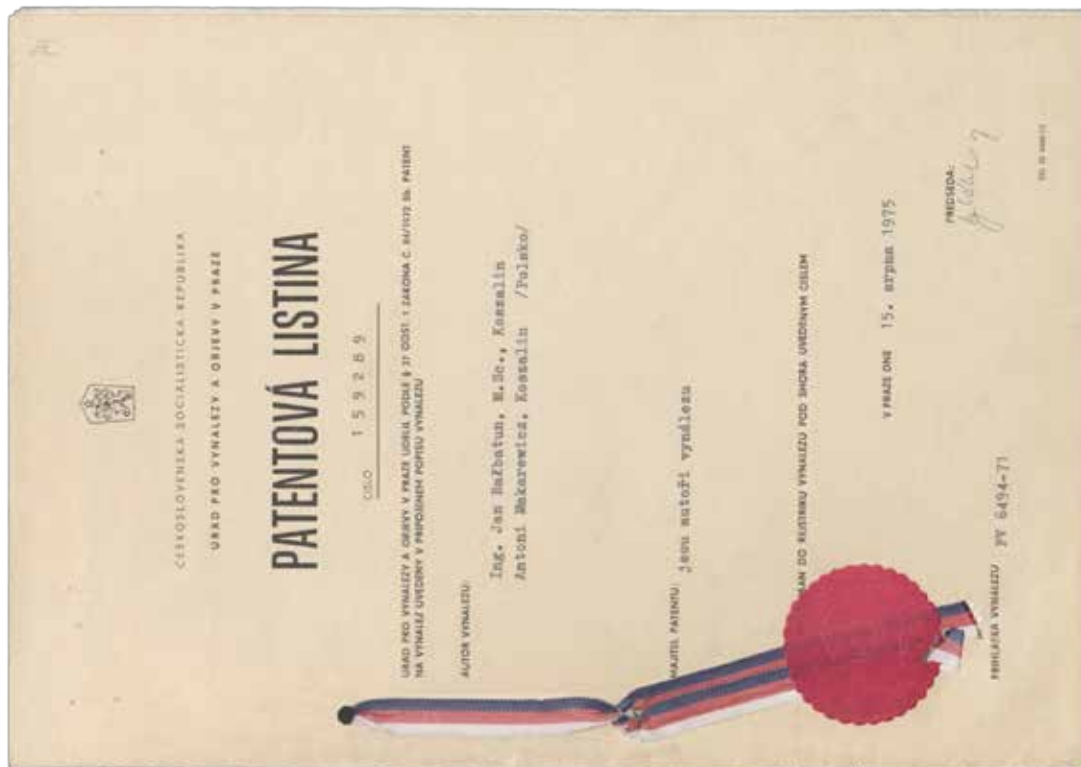 ČESKOSLOVENSKÁ SOCIALISTICKÁ REPUBLIKA
ÚŘAD PRO VYNÁLEZY A OBJEVY V PRAZE
PATENTOVÁ LISTINA
ČÍSLO 159289
ÚŘAD PRO VYNÁLEZY A OBJEVY V PRAZE UDĚLIL PODLE § 37 ODST. 1 ZÁKONA Č. 84/1972 Sb. PATENT
NA VYNÁLEZ UVEDENÝ V PŘIPOJENÉM POPISU VYNÁLEZU
AUTOR VYNÁLEZU:
Ing. Jan M.Sc., Koszalin
Antoni Makarewicz, Koszalin /Polsko/
MAJITEL PATENTU: jsou autoři vynálezu
DO REJSTŘÍKU VYNÁLEZŮ POD SHORA UVEDENÝM ČÍSLEM
V PRAZE DNE 15. srpna 1975
PŘEDSEDA:
PŘIHLÁŠKA VYNÁLEZU PV 6494-71